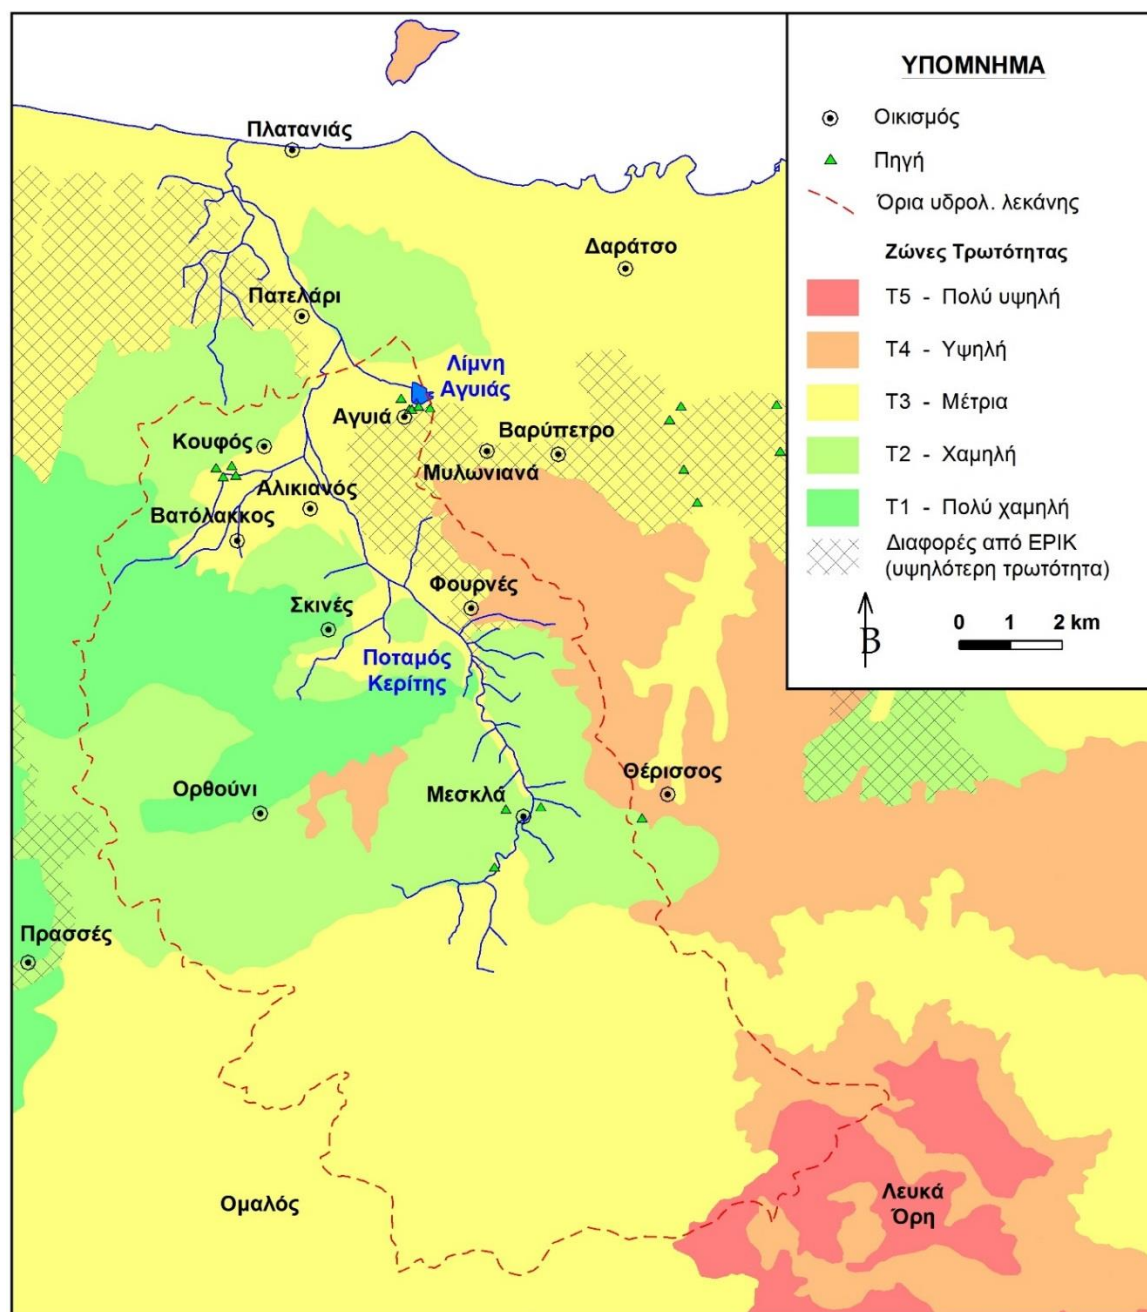 ΥΠΟΜΝΗΜΑ
Οικισμός
Πηγή
Όρια υδρολ. λεκάνης
Ζώνες Τρωτότητας
Τ5 - Πολύ υψηλή
Τ4 - Υψηλή
Τ3 - Μέτρια
Τ2 - Χαμηλή
Τ1 - Πολύ χαμηλή
Διαφορές από ΕΡΙΚ
(υψηλότερη τρωτότητα)
Β
0 1 2 km
Πλατανιάς
Δαράτσο
Πατελάρι
Λίμνη
Αγυιάς
Αγυιά
Κουφός
Βαρύπετρο
Μυλωνιανά
Αλικιανός
Βατόλακκος
Φουρνές
Σκινές
Ποταμός
Κερίτης
Ορθούνι
Μεσκλά
Θέρισσος
Πρασσές
Ομαλός
Λευκά
Όρη